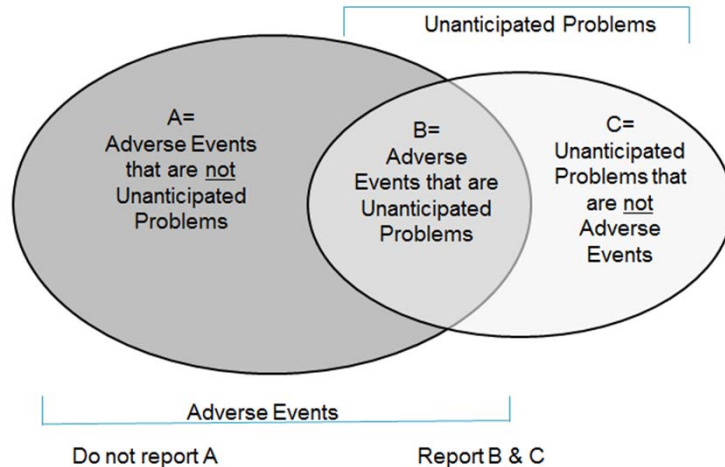 Unanticipated Problems
A=
Adverse Events
that are not
Unanticipated
Problems
B=
Adverse
Events that are
Unanticipated
Problems
C=
Unanticipated
Problems that
are not
Adverse
Events
Adverse Events
Do not report A
Report B & C